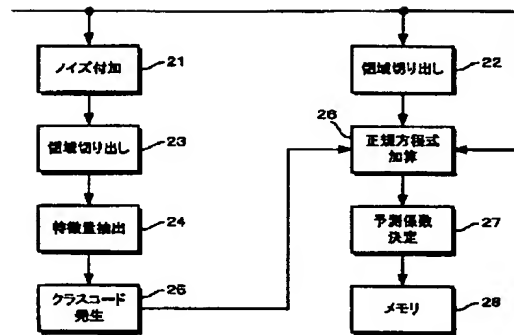 ノイズ付加
21
領域切り出し
22
領域切り出し
23
26
正規方程式
加算
特徴量抽出
24
予測係数
決定
27
クラスコード
発生
25
メモリ
28